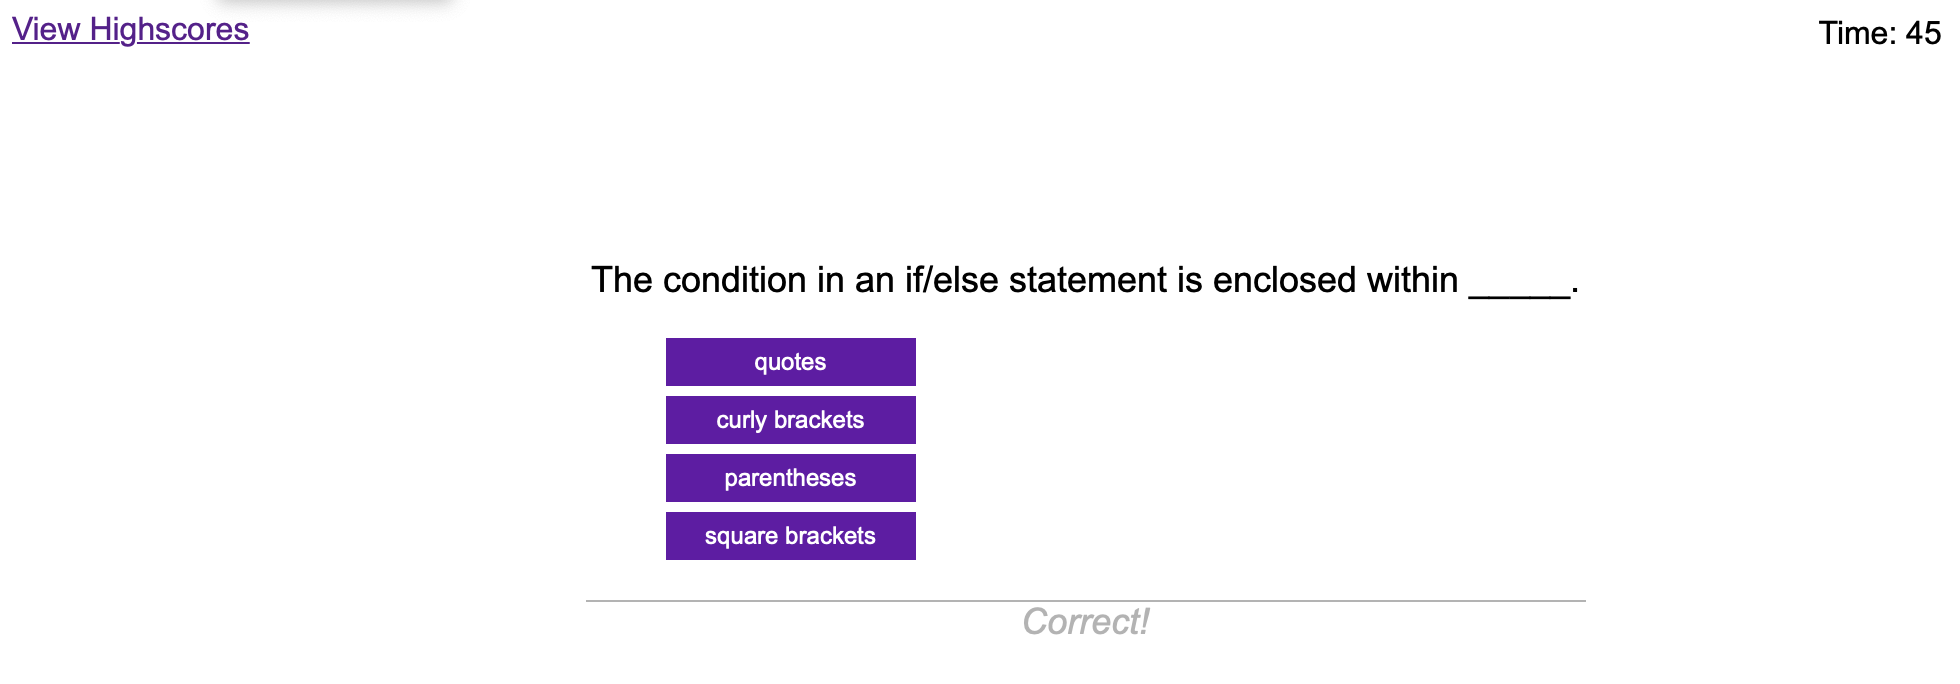 View Highscores
Time: 45
The condition in an if/else statement is enclosed within _____.
quotes
curly brackets
parentheses
square brackets
Correct!